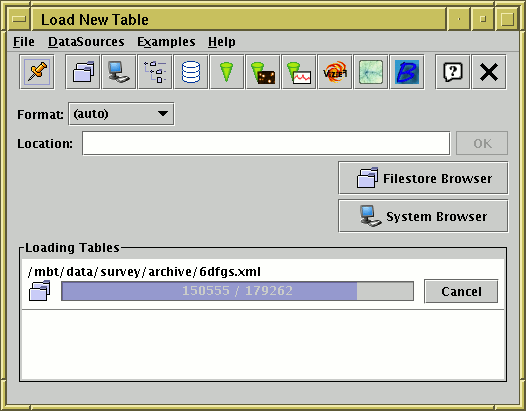 Load New Table
File DataSources Examples Help
VizieR B ?
Format: (auto)
Location: OK
Filestore Browser
System Browser
Loading Tables
/mbt/data/survey/archive/6dfgs.xml
150555 / 179262 Cancel